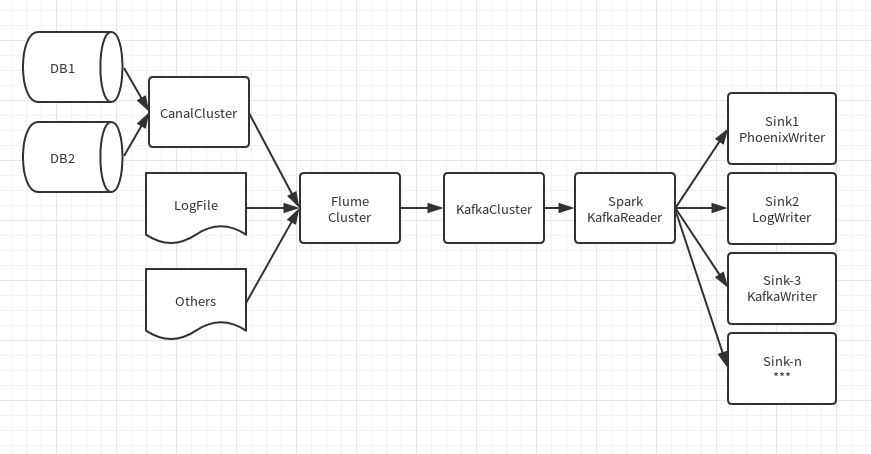 DB1
DB2
CanalCluster
LogFile
Others
Flume
Cluster
KafkaCluster
Spark
KafkaReader
Sink1
PhoenixWriter
Sink2
LogWriter
Sink-3
KafkaWriter
Sink-n
***